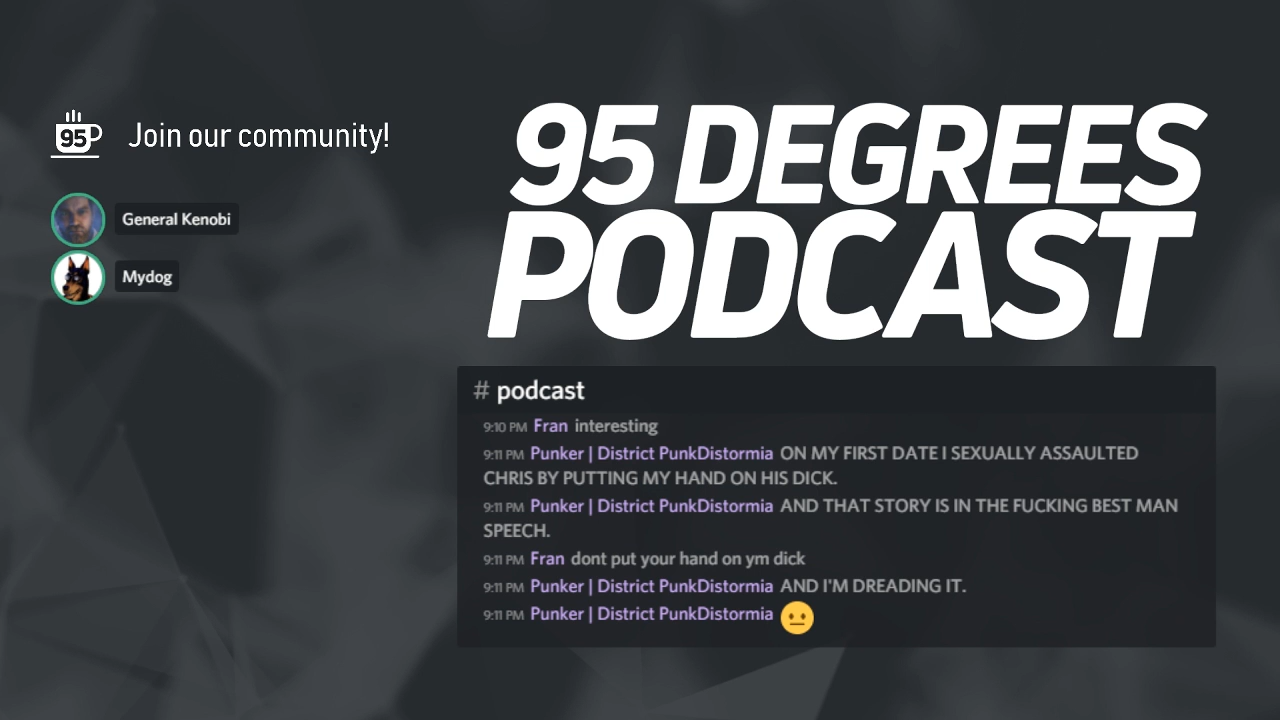 95
Join our community!
General Kenobi
Mydog
95 DEGREES
PODCAST
# podcast
9:10 PM Fran interesting
9:11 PM Punker | District PunkDistormia ON MY FIRST DATE I SEXUALLY ASSAULTED
CHRIS BY PUTTING MY HAND ON HIS DICK.
9:11 PM Punker | District PunkDistormia AND THAT STORY IS IN THE FUCKING BEST MAN
SPEECH.
9:11 PM Fran dont put your hand on ym dick
9:11 PM Punker | District PunkDistormia AND I'M DREADING IT.
9:11 PM Punker | District PunkDistormia 😐